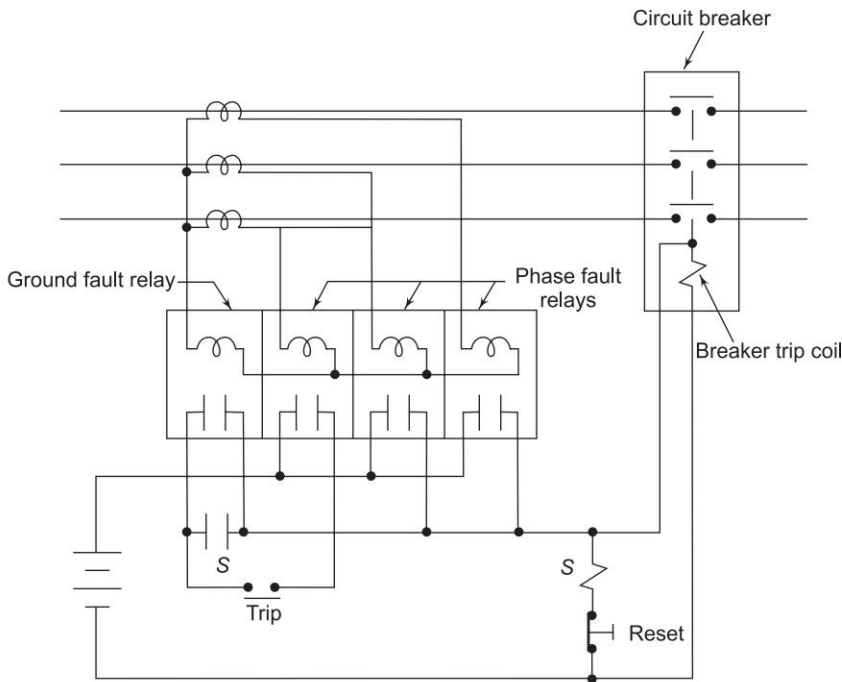 Circuit breaker
Ground fault relay
Phase fault
relays
Breaker trip coil
S
S
Trip
Reset